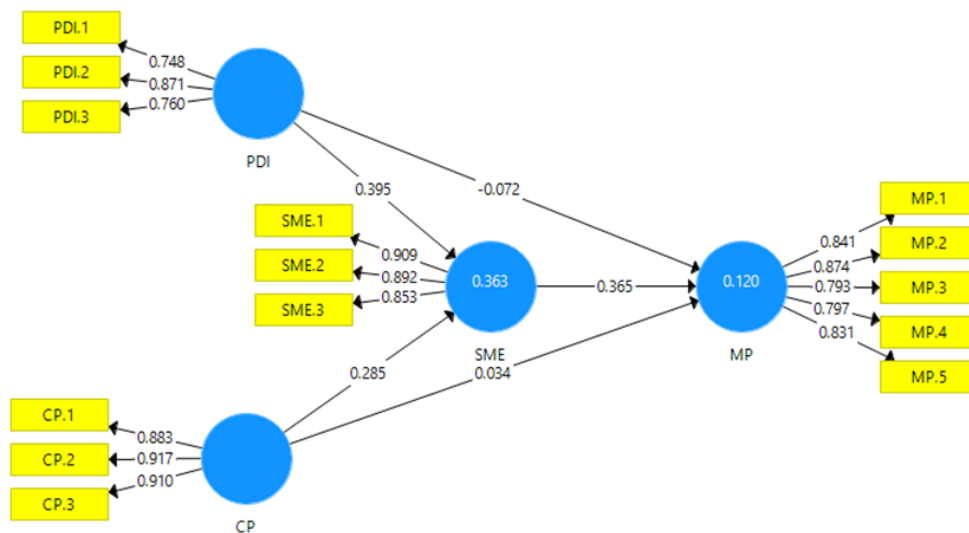 PDI.1
0.748
PDI.2
0.871
PDI.3
0.760
PDI
0.395
-0.072
SME.1
0.909
SME.2
0.892
SME.3
0.853
0.363
SME
0.365
0.120
MP
MP.1
0.841
MP.2
0.874
MP.3
0.793
MP.4
0.797
MP.5
0.831
0.285
0.034
CP.1
0.883
CP.2
0.917
CP.3
0.910
CP